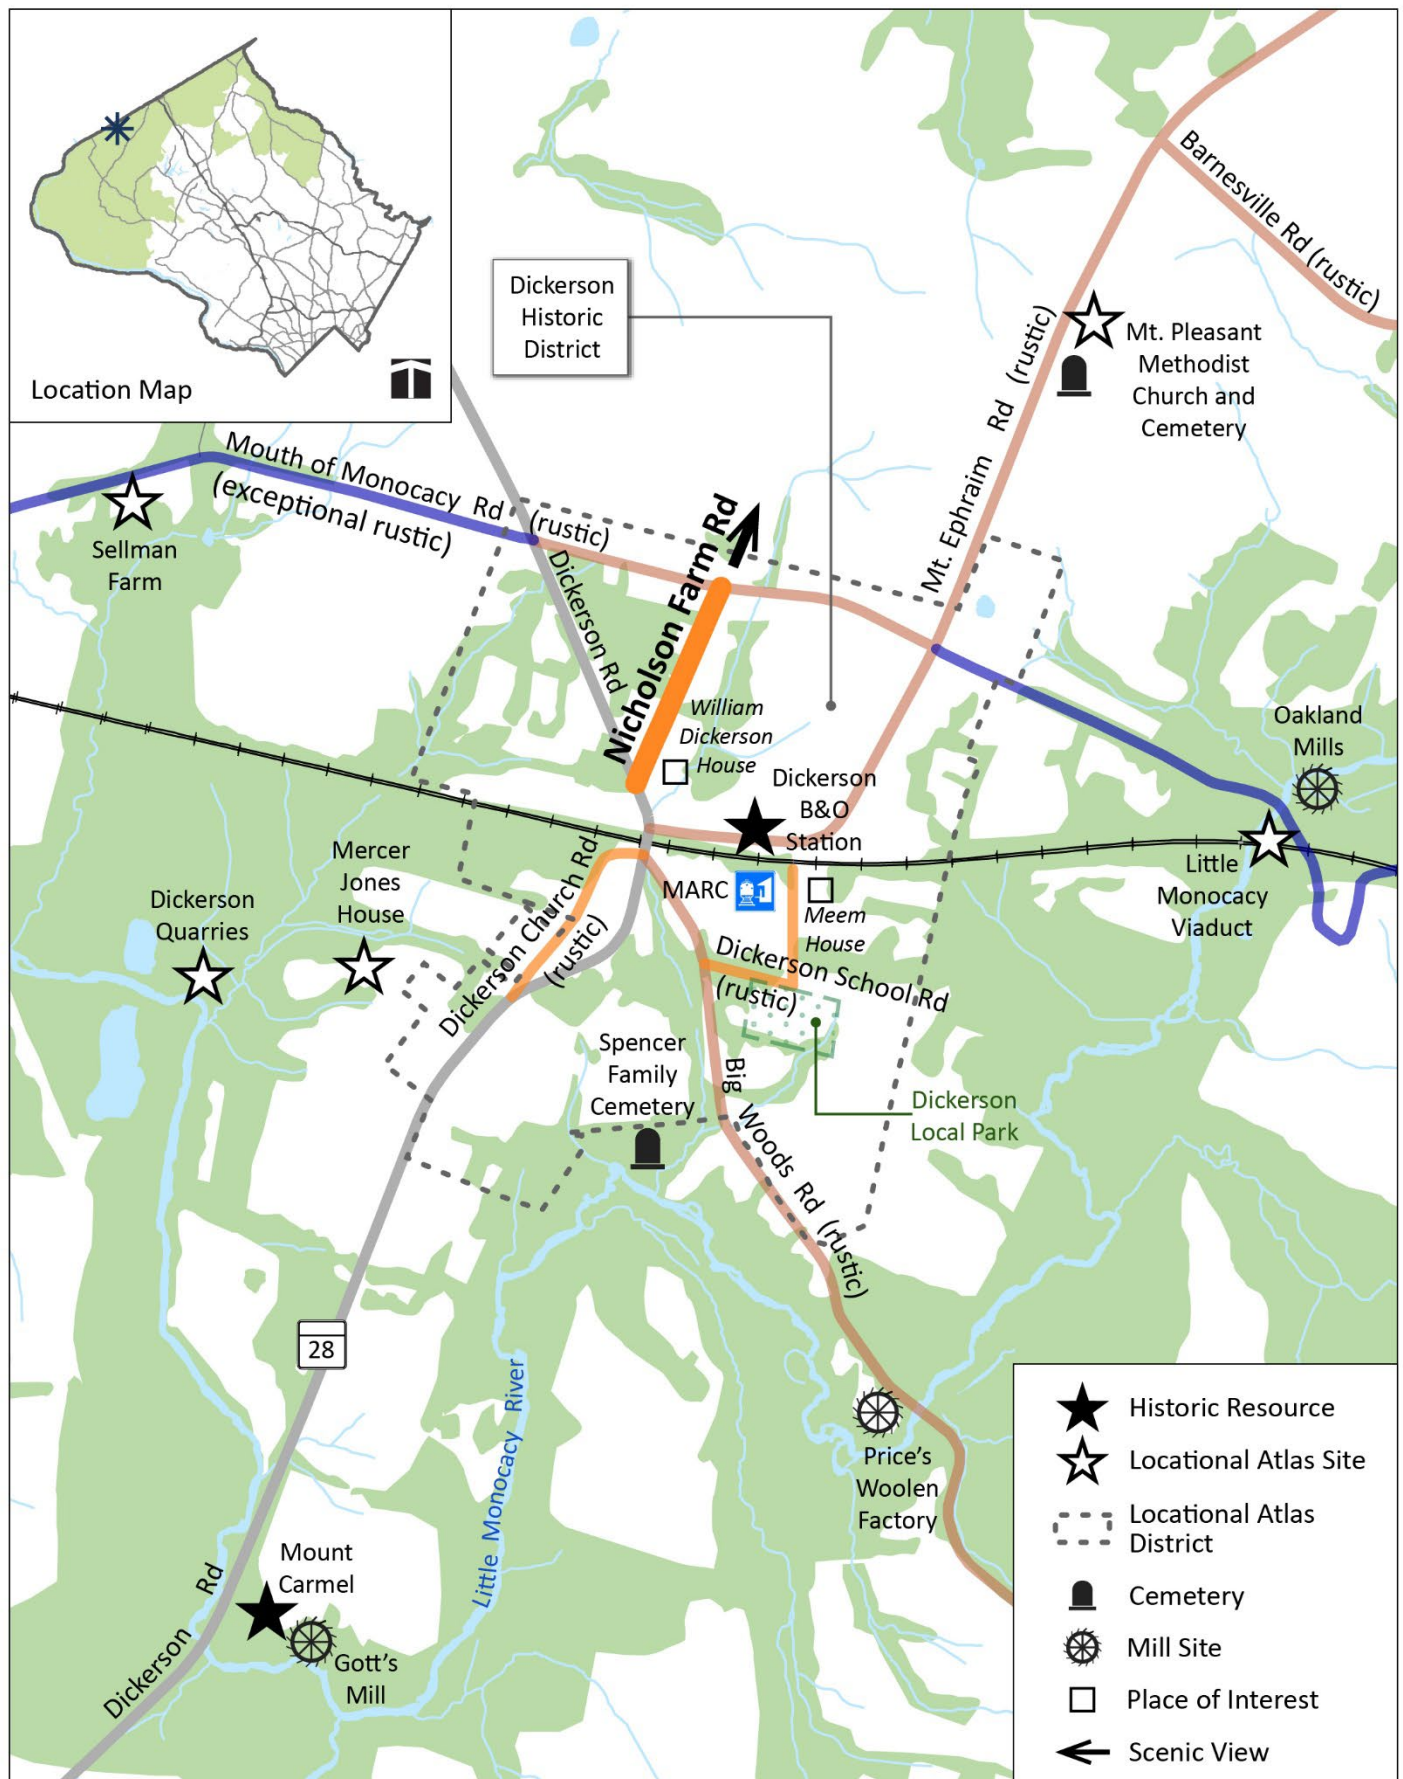 Location Map
Barnesville Rd (rustic)
Dickerson
Historic
District
Mt. Pleasant
Methodist
Church and
Cemetery
Mt. Ephraim Rd (rustic)
Mouth of Monocacy Rd (rustic)
(exceptional rustic)
Sellman
Farm
Dickerson Rd
Nicholson Farm Rd
William
Dickerson
House
Oakland
Mills
Dickerson
B&O
Station
Mercer
Jones
House
Dickerson
Quarries
Dickerson Church Rd
(rustic)
MARC
Meem
House
Little
Monocacy
Viaduct
Dickerson School Rd
(rustic)
Spencer
Family
Cemetery
Big Woods Rd (rustic)
Dickerson
Local Park
28
Little Monocacy River
Price's
Woolen
Factory
Mount
Carmel
Gott's
Mill
Dickerson Rd
Historic Resource
Locational Atlas Site
Locational Atlas
District
Cemetery
Mill Site
Place of Interest
Scenic View